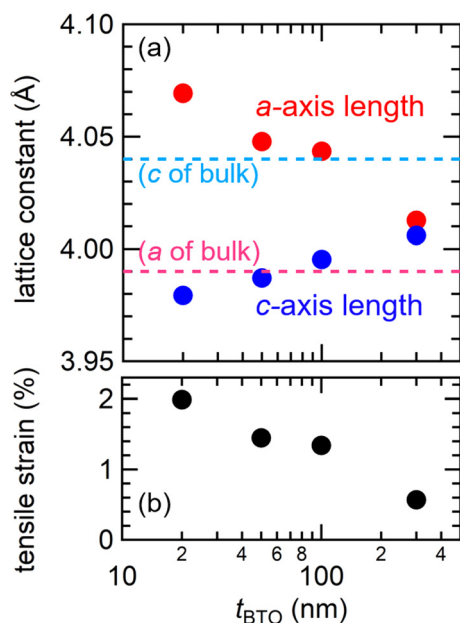 4.10
(a)
a-axis length
4.05
(c of bulk)
lattice constant (Å)
4.00
(a of bulk)
c-axis length
3.95
2
tensile strain (%)
1
(b)
0
2 4 6 8 2 4
10 100
tBTO (nm)